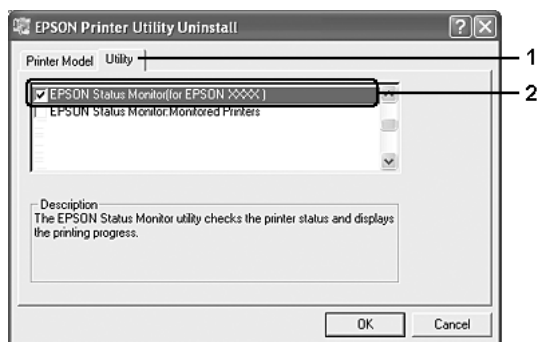 EPSON Printer Utility Uninstall
Printer Model Utility
1
EPSON Status Monitor(for EPSON XXXX )
2
EPSON Status Monitor:Monitored Printers
Description
The EPSON Status Monitor utility checks the printer status and displays
the printing progress.
OK Cancel